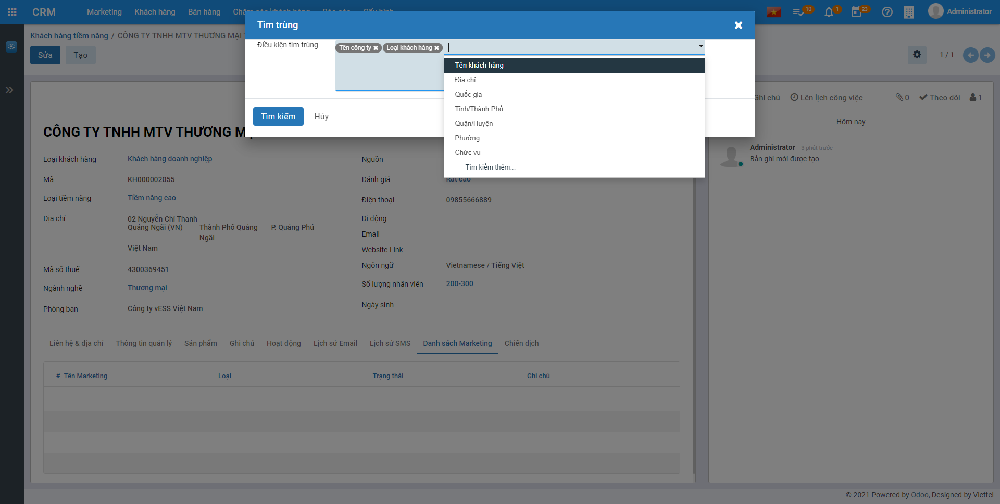 CRM
Marketing
Khách hàng
Bán hàng
10
1
23
Administrator
Khách hàng tiềm năng / CÔNG TY TNHH MTV THƯƠNG MẠI
Sửa
Tạo
1 / 1
Tìm trùng
Điều kiện tìm trùng
Tên công ty
Loại khách hàng
Tên khách hàng
Địa chỉ
Quốc gia
Tỉnh/Thành Phố
Quận/Huyện
Phường
Chức vụ
Tìm kiếm thêm...
Tìm kiếm
Hủy
CÔNG TY TNHH MTV THƯƠNG
Loại khách hàng
Khách hàng doanh nghiệp
Mã
KH000002055
Loại tiềm năng
Tiềm năng cao
Địa chỉ
02 Nguyễn Chí Thanh
Quảng Ngãi (VN)
Thành Phố Quảng Ngãi
P. Quảng Phú
Việt Nam
Mã số thuế
4300369451
Ngành nghề
Thương mại
Phòng ban
Công ty vESS Việt Nam
Nguồn
Đánh giá
Rất cao
Điện thoại
09855666889
Di động
Email
Website Link
Ngôn ngữ
Vietnamese / Tiếng Việt
Số lượng nhân viên
200-300
Ngày sinh
Liên hệ & địa chỉ
Thông tin quản lý
Sản phẩm
Ghi chú
Hoạt động
Lịch sử Email
Lịch sử SMS
Danh sách Marketing
Chiến dịch
# Tên Marketing
Loại
Trạng thái
Ghi chú
Ghi chú
Lên lịch công việc
0
Theo dõi
1
Hôm nay
Administrator - 3 phút trước
Bản ghi mới được tạo
© 2021 Powered by Odoo, Designed by Viettel